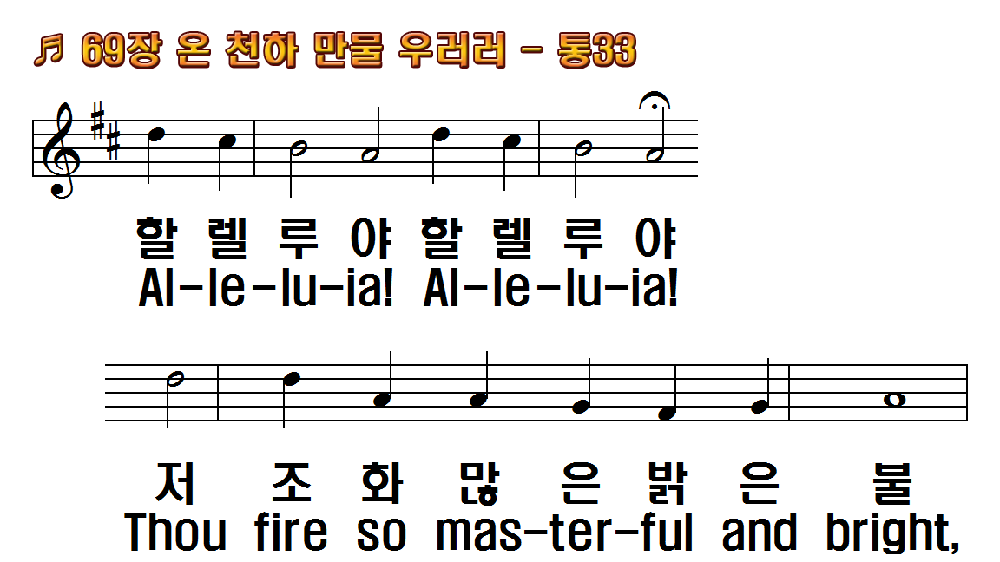 ♬ 69장 온 천하 만물 우러러 - 통33
할 렐 루 야 할 렐 루 야
Al-le-lu-ia! Al-le-lu-ia!
저 조 화 많 은 밝 은 불
Thou fire so mas-ter-ful and bright,